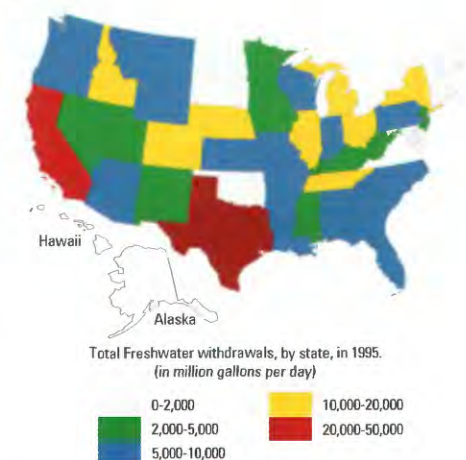 Hawaii
Alaska
Total Freshwater withdrawals, by state, in 1995.
(in million gallons per day)
0-2,000
10,000-20,000
2,000-5,000
20,000-50,000
5,000-10,000